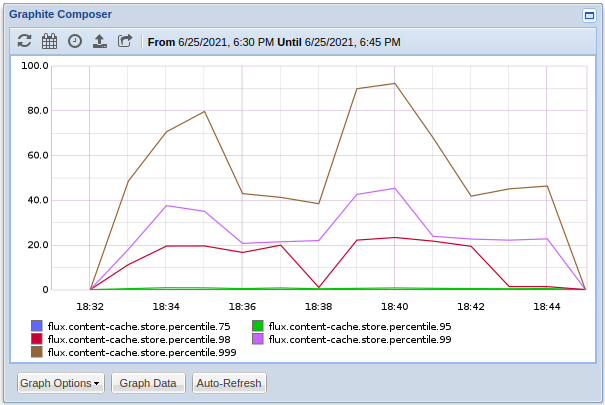 Graphite Composer
From 6/25/2021, 6:30 PM Until 6/25/2021, 6:45 PM
100.0
80.0
60.0
40.0
20.0
0
18:32 18:34 18:36 18:38 18:40 18:42 18:44
flux.content-cache.store.percentile.75 flux.content-cache.store.percentile.95
flux.content-cache.store.percentile.98 flux.content-cache.store.percentile.99
flux.content-cache.store.percentile.999
Graph Options Graph Data Auto-Refresh